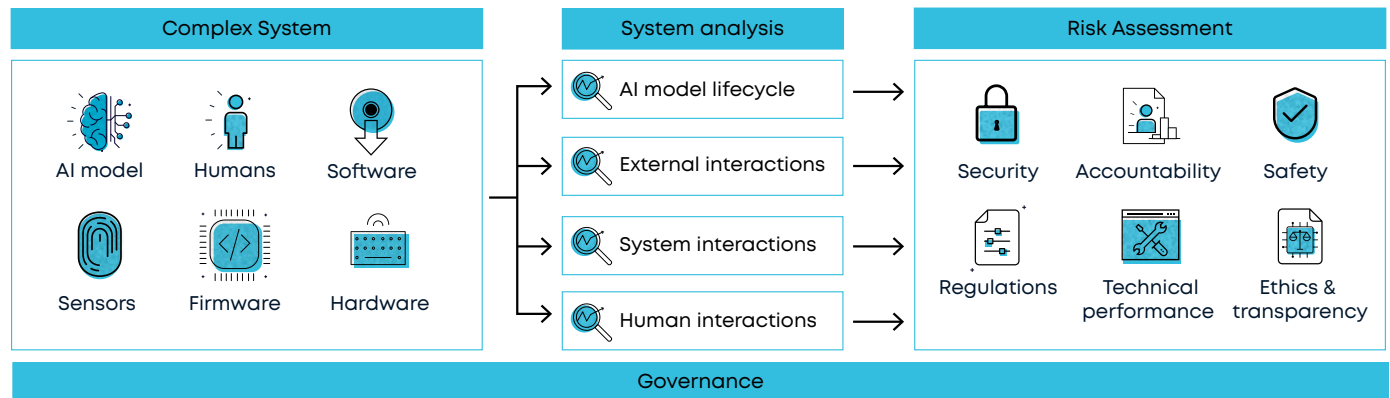 Complex System
System analysis
Risk Assessment
AI model
Humans
Software
Sensors
Firmware
Hardware
AI model lifecycle
External interactions
System interactions
Human interactions
Security
Accountability
Safety
Regulations
Technical
performance
Ethics &
transparency
Governance